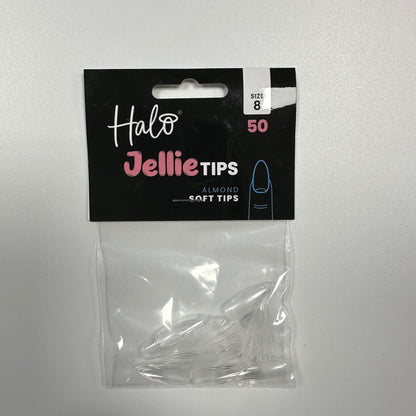 SIZE
8
50
Halo
Jellie TIPS
ALMOND
SOFT TIPS